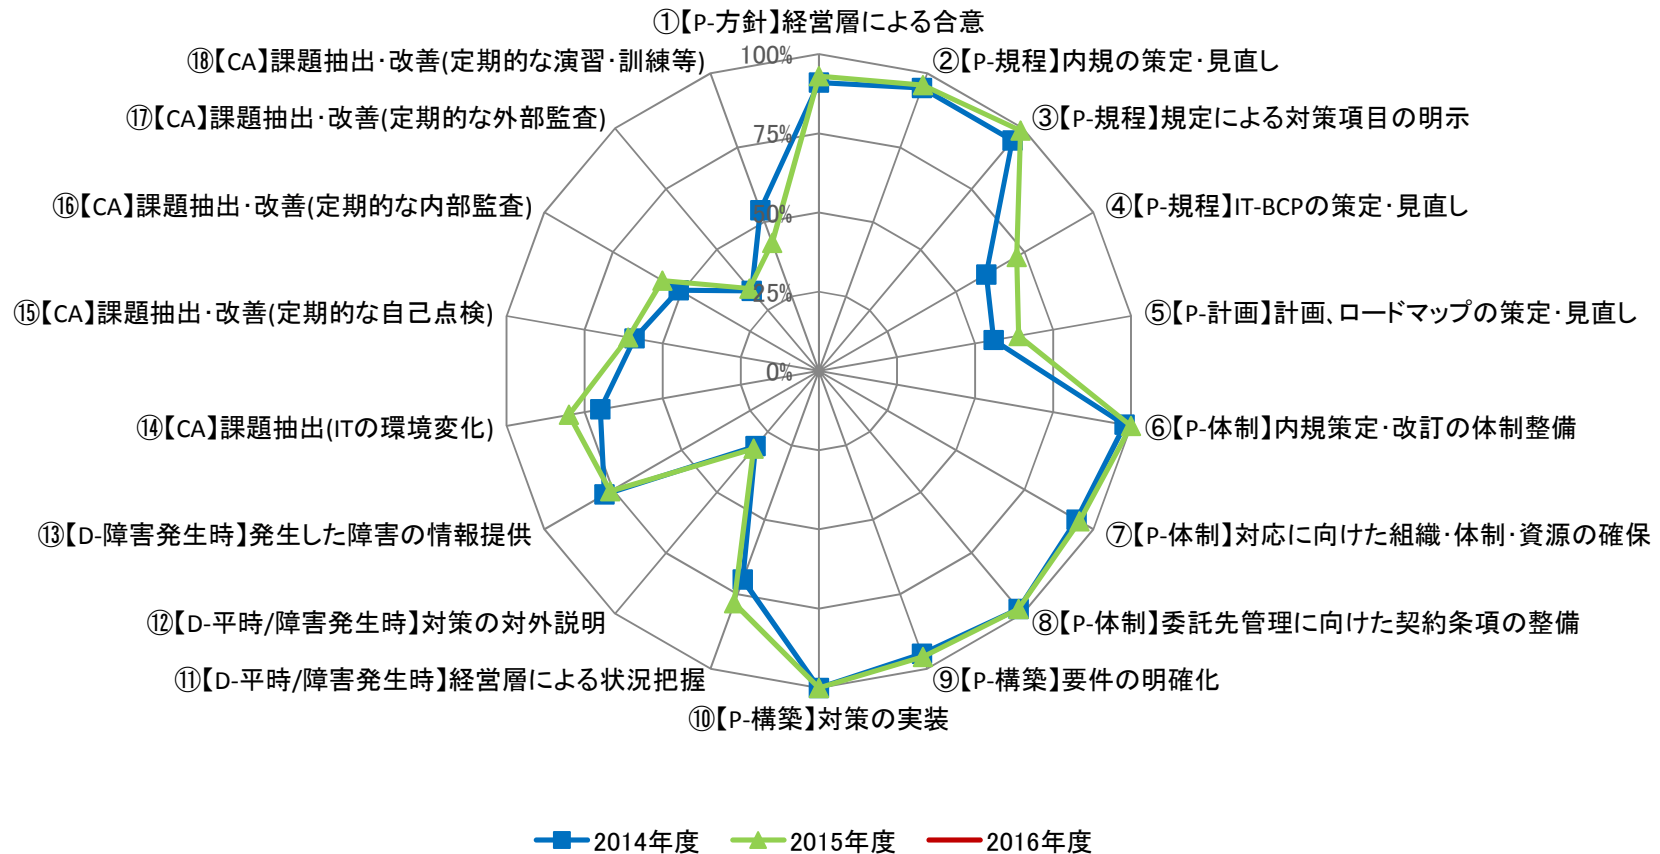 ①【P-方針】経営層による合意
②【P-規程】内規の策定・見直し
③【P-規程】規定による対策項目の明示
④【P-規程】IT-BCPの策定・見直し
⑤【P-計画】計画、ロードマップの策定・見直し
⑥【P-体制】内規策定・改訂の体制整備
⑦【P-体制】対応に向けた組織・体制・資源の確保
⑧【P-体制】委託先管理に向けた契約条項の整備
⑨【P-構築】要件の明確化
⑩【P-構築】対策の実装
⑪【D-平時/障害発生時】経営層による状況把握
⑫【D-平時/障害発生時】対策の対外説明
⑬【D-障害発生時】発生した障害の情報提供
⑭【CA】課題抽出(ITの環境変化)
⑮【CA】課題抽出・改善(定期的な自己点検)
⑯【CA】課題抽出・改善(定期的な内部監査)
⑰【CA】課題抽出・改善(定期的な外部監査)
⑱【CA】課題抽出・改善(定期的な演習・訓練等)
100%
75%
50%
25%
0%
2014年度
2015年度
2016年度